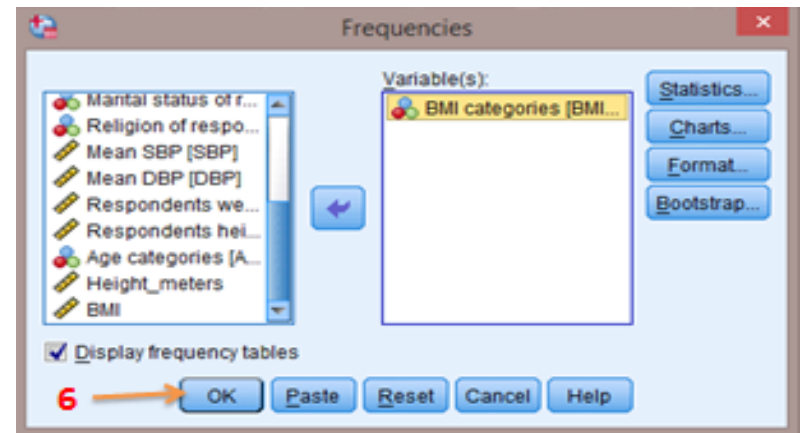 Frequencies
Marital status of r...
Religion of respo...
Mean SBP [SBP]
Mean DBP [DBP]
Respondents we...
Respondents hei...
Age categories [A...
Height_meters
BMI
Variable(s):
BMI categories [BMI...
Statistics...
Charts...
Format...
Bootstrap...
Display frequency tables
6
OK Paste Reset Cancel Help